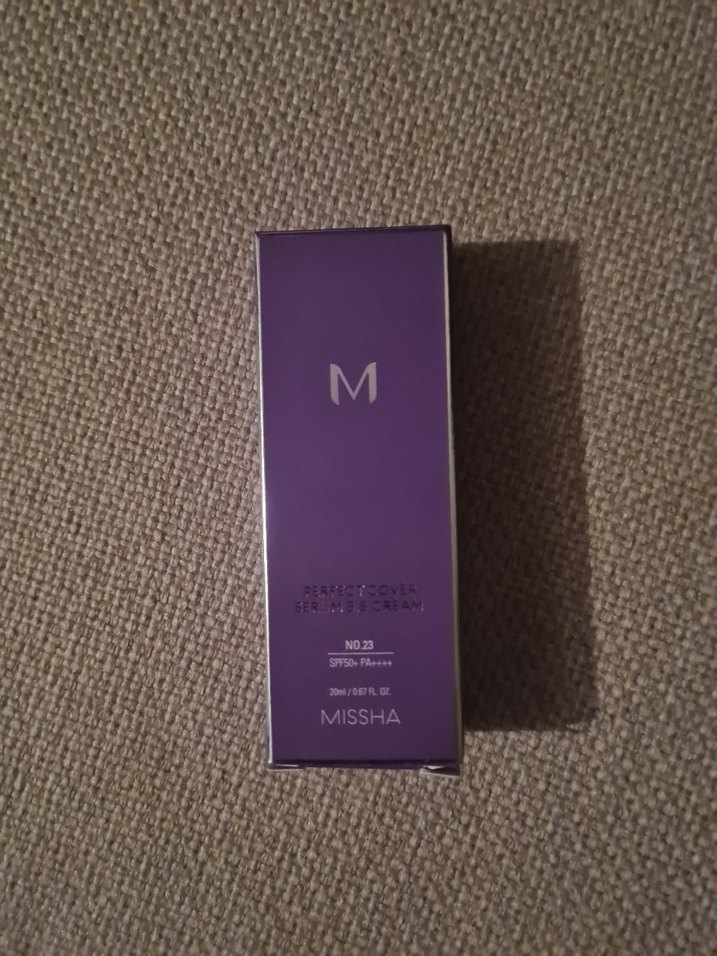 M
PERFECT COVER
SERUM B.B CREAM
NO.23
SPF50+ PA++++
20ml / 0.67 FL. OZ.
MISSHA